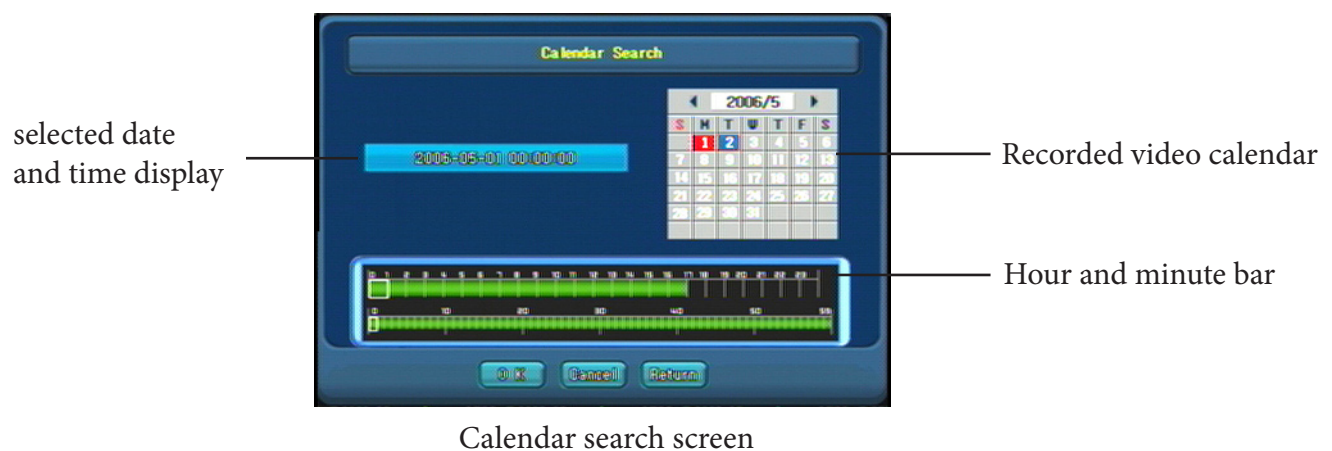 Calendar Search
2006/5
S M T W T F S
1 2 3 4 5 6
7 8 9 10 11 12 13
14 15 16 17 18 19 20
21 22 23 24 25 26 27
28 29 30 31
selected date
and time display
2006-05-01 00:00:00
Recorded video calendar
0 1 2 3 4 5 6 7 8 9 10 11 12 13 14 15 16 17 18 19 20 21 22 23
Hour and minute bar
0 10 20 30 40 50 59
OK Cancel Return
Calendar search screen